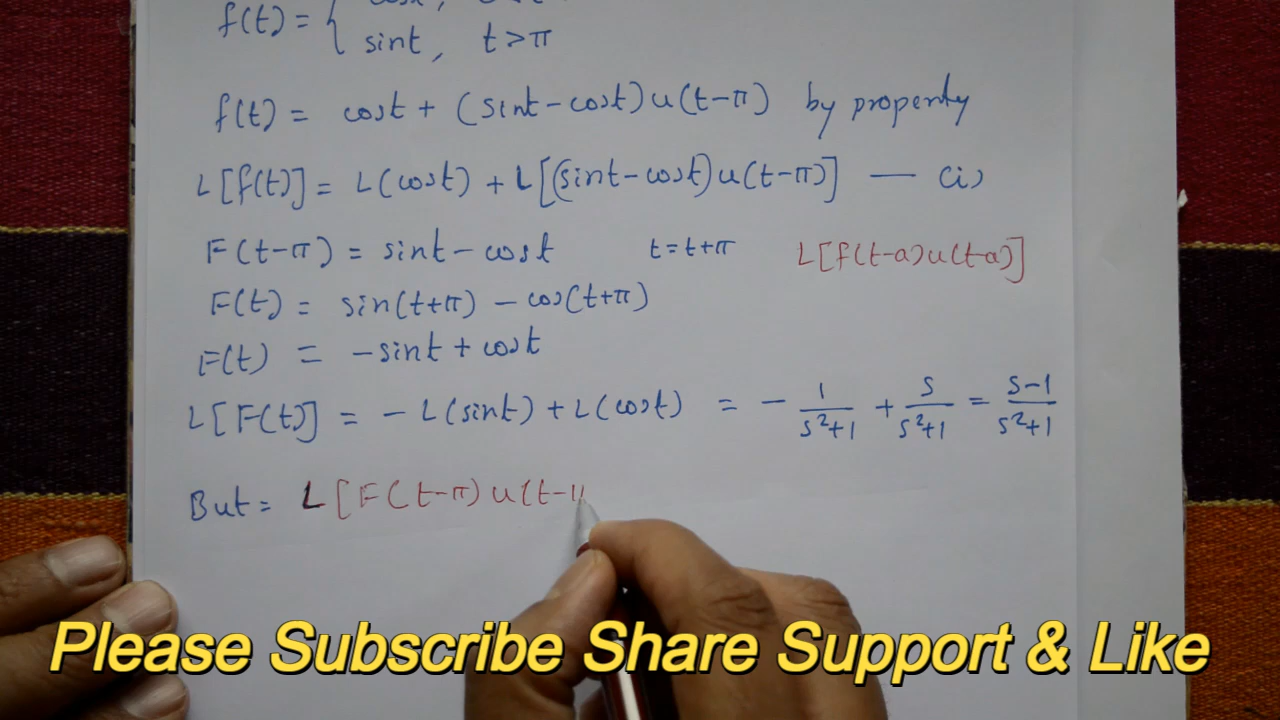 f(t) = {
sint, t>π
f(t) = cost + (sint-cost)u(t-π) by property
L[f(t)] = L(cost) + L[(sint-cost)u(t-π)] — (i)
F(t-π) = sint-cost t=t+π L[f(t-a)u(t-a)]
F(t) = sin(t+π) - cos(t+π)
F(t) = -sint+cost
L[F(t)] = -L(sint)+L(cost) = - 1/s²+1 + s/s²+1 = s-1/s²+1
But = L[F(t-π)u(t-
Please Subscribe Share Support & Like